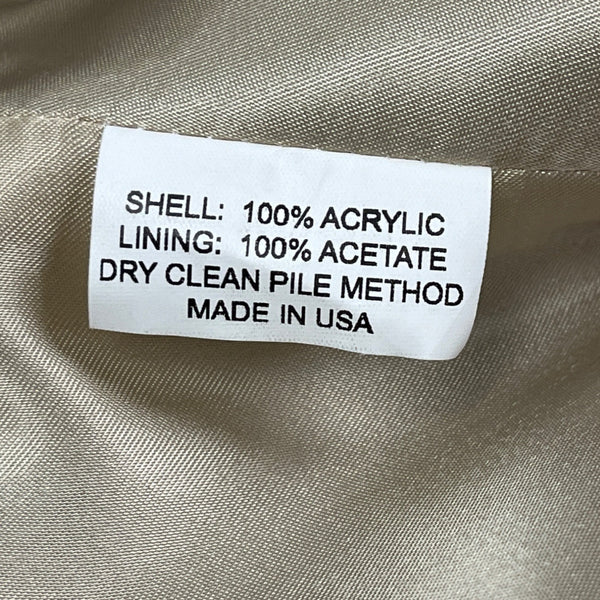 SHELL: 100% ACRYLIC
LINING: 100% ACETATE
DRY CLEAN PILE METHOD
MADE IN USA